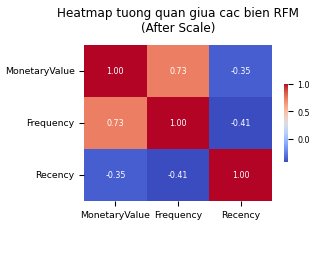 Heatmap tuong quan giua cac bien RFM
(After Scale)
MonetaryValue 1.00 0.73 -0.35
Frequency 0.73 1.00 -0.41
Recency -0.35 -0.41 1.00
MonetaryValue Frequency Recency
1.0
0.5
0.0